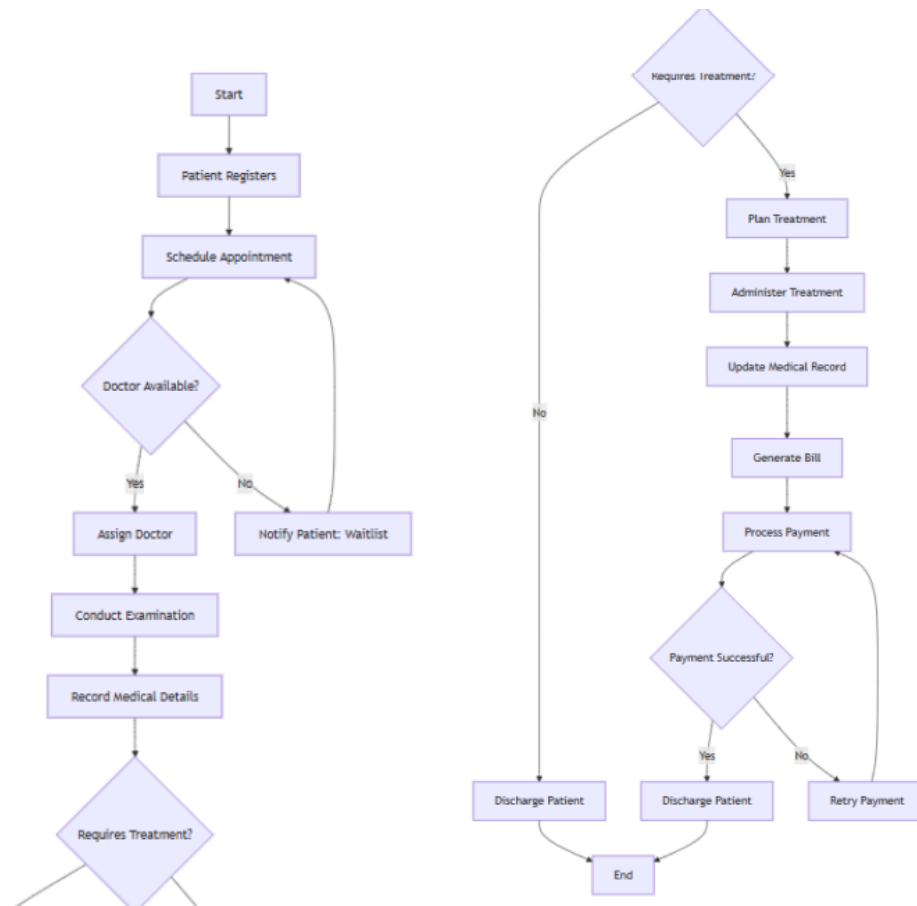 Start
Patient Registers
Schedule Appointment
Doctor Available?
Yes
No
Assign Doctor
Notify Patient: Waitlist
Conduct Examination
Record Medical Details
Requires Treatment?
Requires Treatment?
Yes
Plan Treatment
Administer Treatment
Update Medical Record
No
Generate Bill
Process Payment
Payment Successful?
Yes
No
Discharge Patient
Discharge Patient
Retry Payment
End